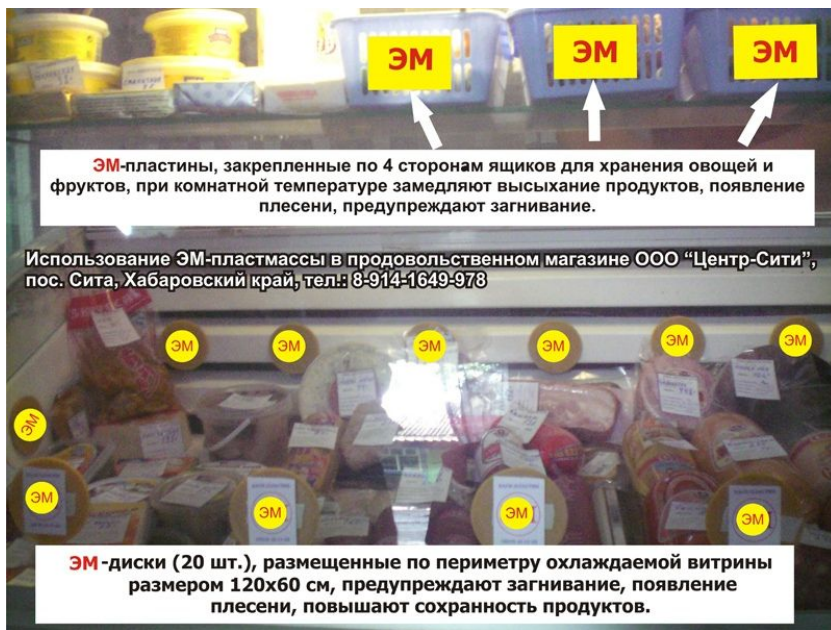 ЭМ
ЭМ
ЭМ
ЭМ-пластины, закрепленные по 4 сторонам ящиков для хранения овощей и
фруктов, при комнатной температуре замедляют высыхание продуктов, появление
плесени, предупреждают загнивание.
Использование ЭМ-пластмассы в продовольственном магазине ООО “Центр-Сити”,
пос. Сита, Хабаровский край, тел.: 8-914-1649-978
ЭМ
ЭМ
ЭМ
ЭМ
ЭМ
ЭМ
ЭМ
ЭМ
ЭМ
ЭМ
ЭМ
ЭМ-диски (20 шт.), размещенные по периметру охлаждаемой витрины
размером 120х60 см, предупреждают загнивание, появление
плесени, повышают сохранность продуктов.